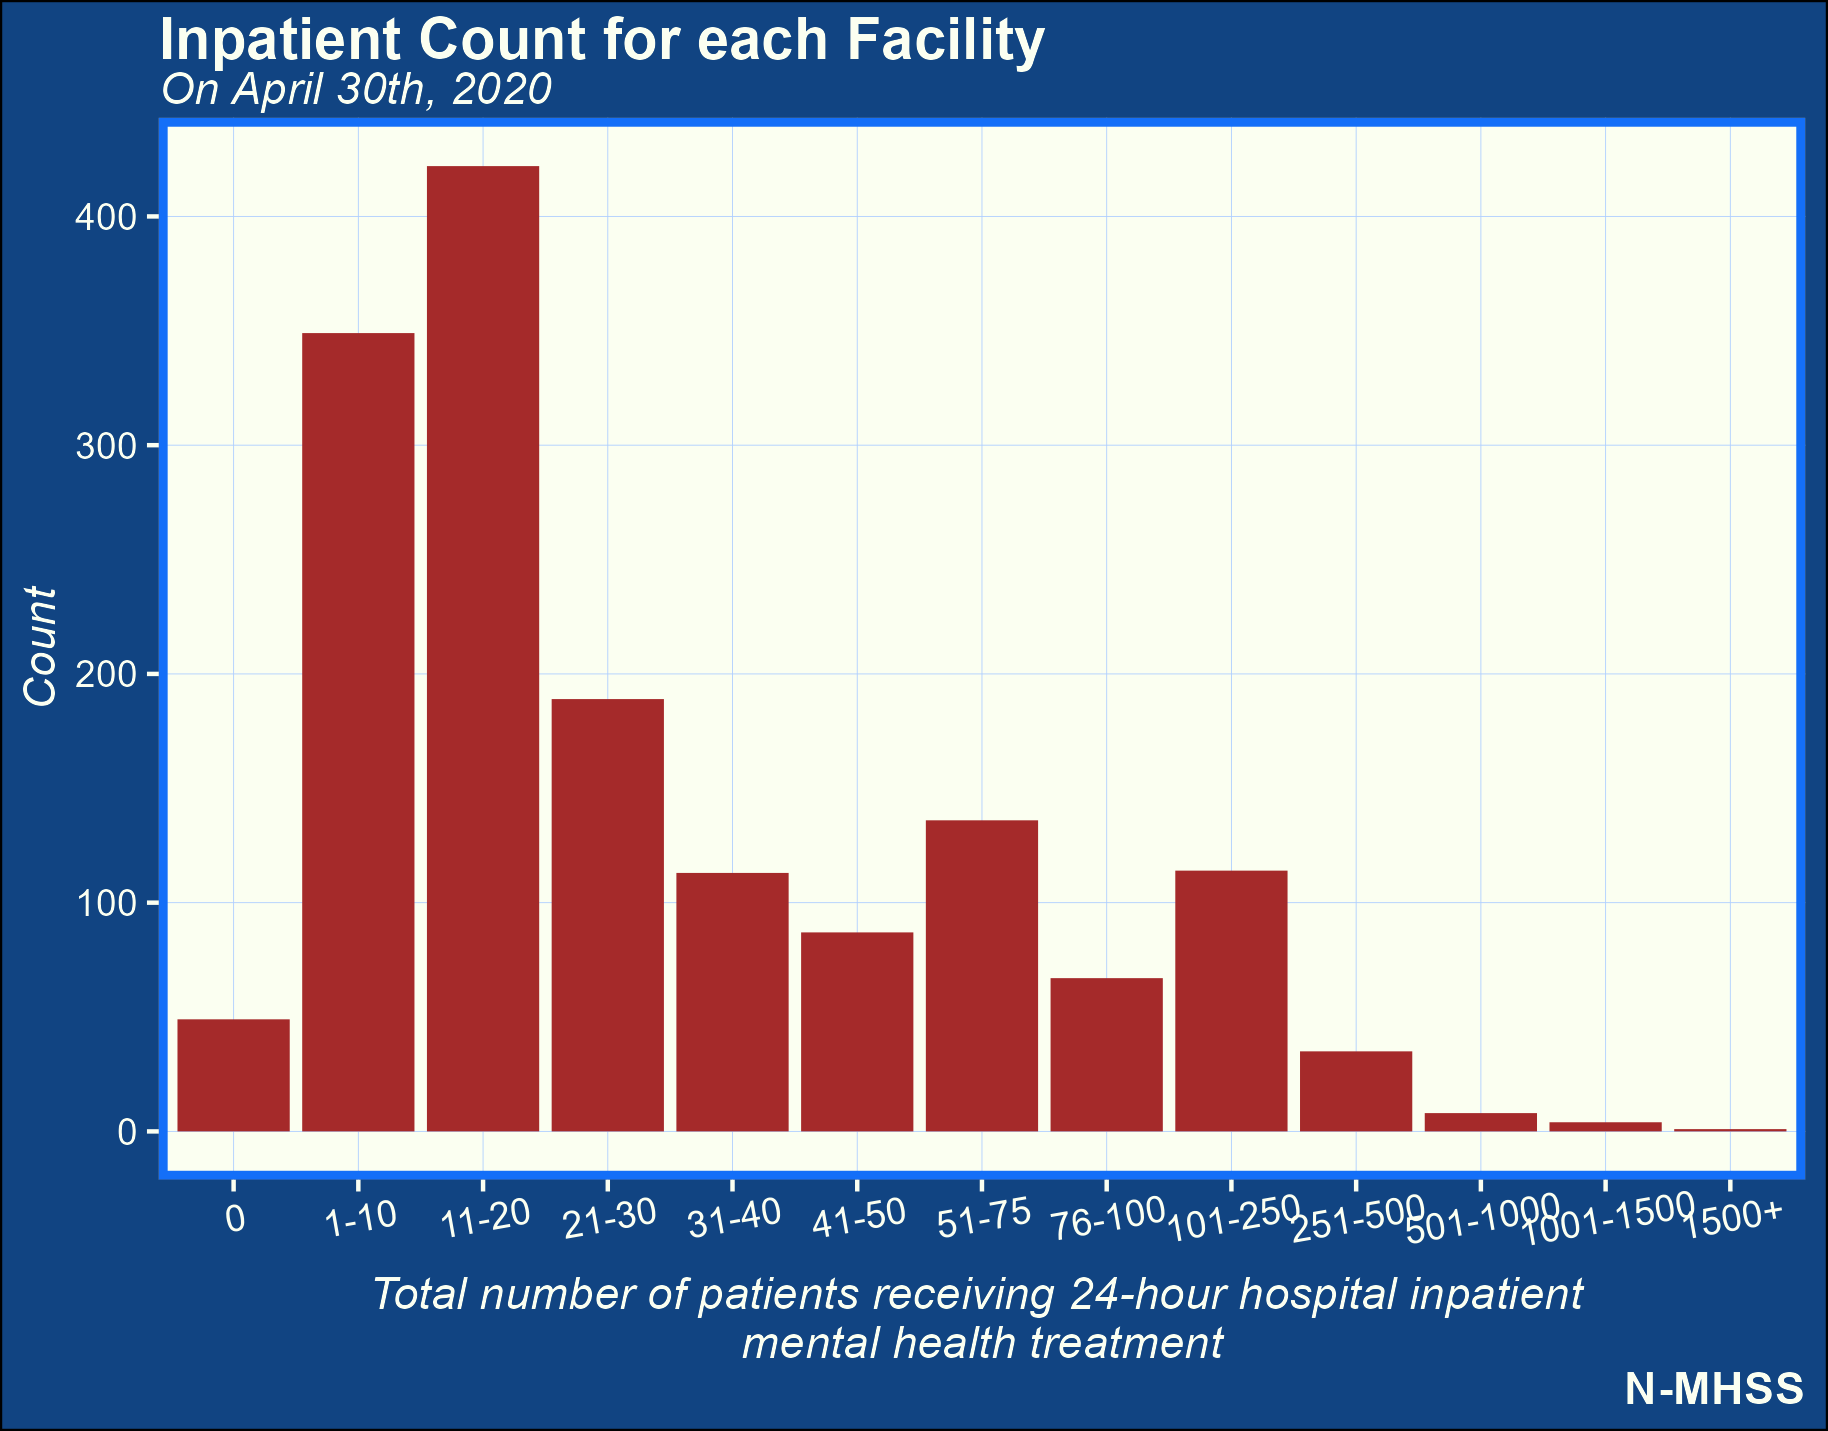 Inpatient Count for each Facility
On April 30th, 2020
Count
400
300
200
100
0
0 1-10 11-20 21-30 31-40 41-50 51-75 76-100 101-250 251-500 501-1000 1001-1500 1500+
Total number of patients receiving 24-hour hospital inpatient
mental health treatment
N-MHSS